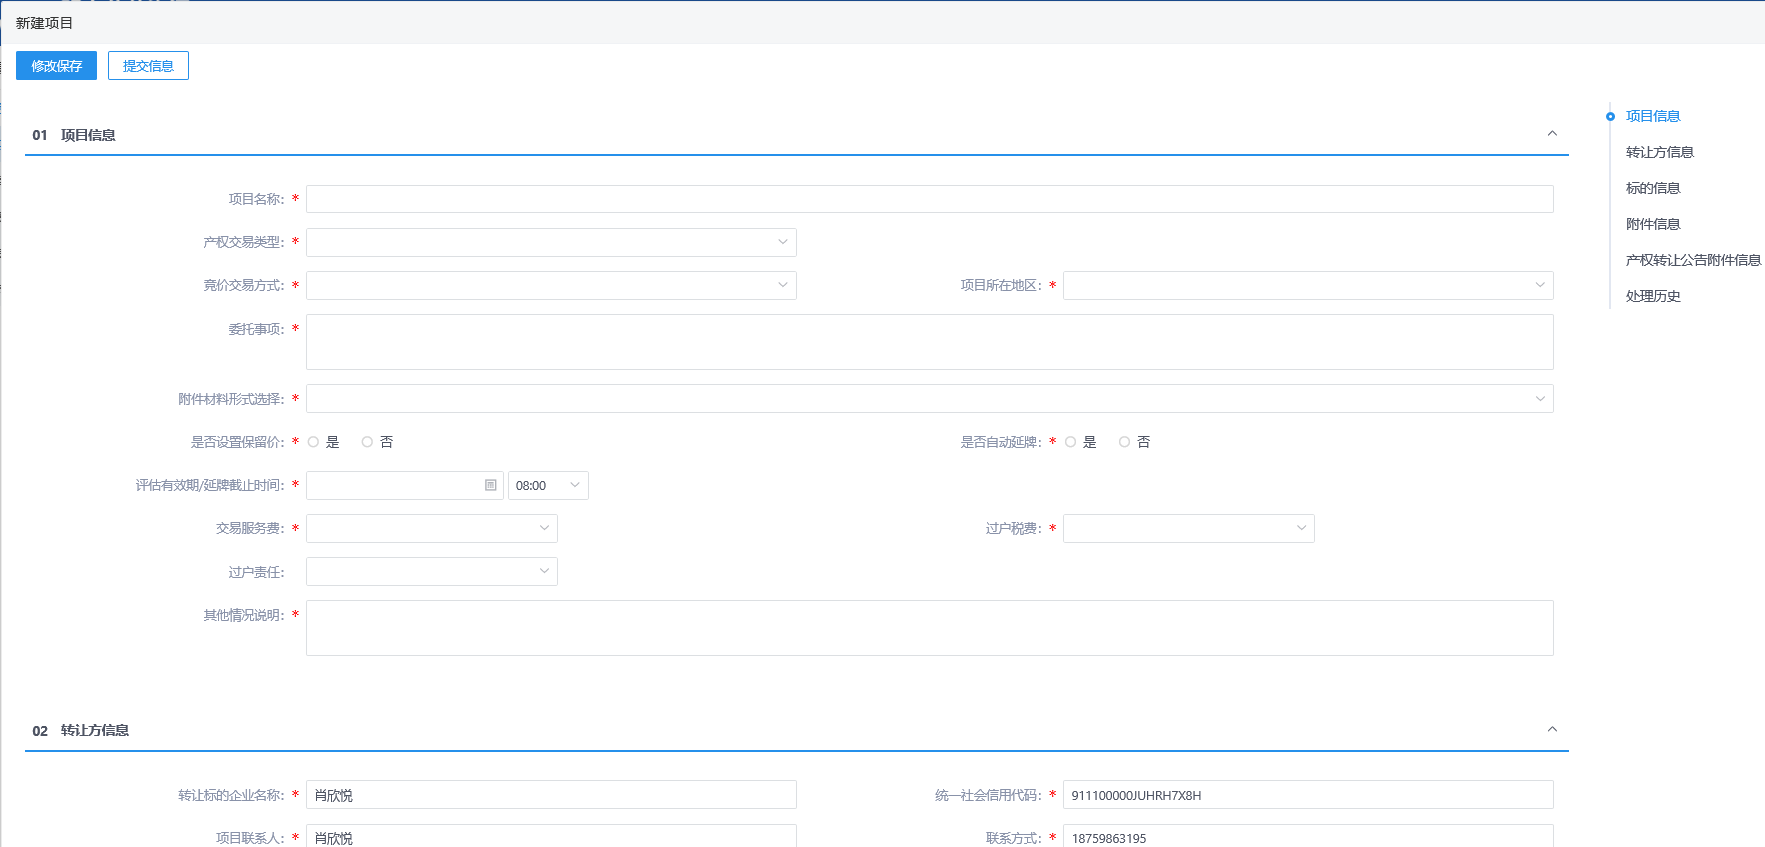 新建项目
修改保存 提交信息
01 项目信息
项目名称: *
产权交易类型: *
竞价交易方式: * 项目所在地区: *
委托事项: *
附件材料形式选择: *
是否设置保留价: * 是 否 是否自动延牌: * 是 否
评估有效期/延牌截止时间: * 08:00
交易服务费: * 过户税费: *
过户责任:
其他情况说明: *
02 转让方信息
转让标的企业名称: * 肖欣悦 统一社会信用代码: * 911100000JUHRH7X8H
项目联系人: * 肖欣悦 联系方式: * 18759863195
项目信息
转让方信息
标的信息
附件信息
产权转让公告附件信息
处理历史